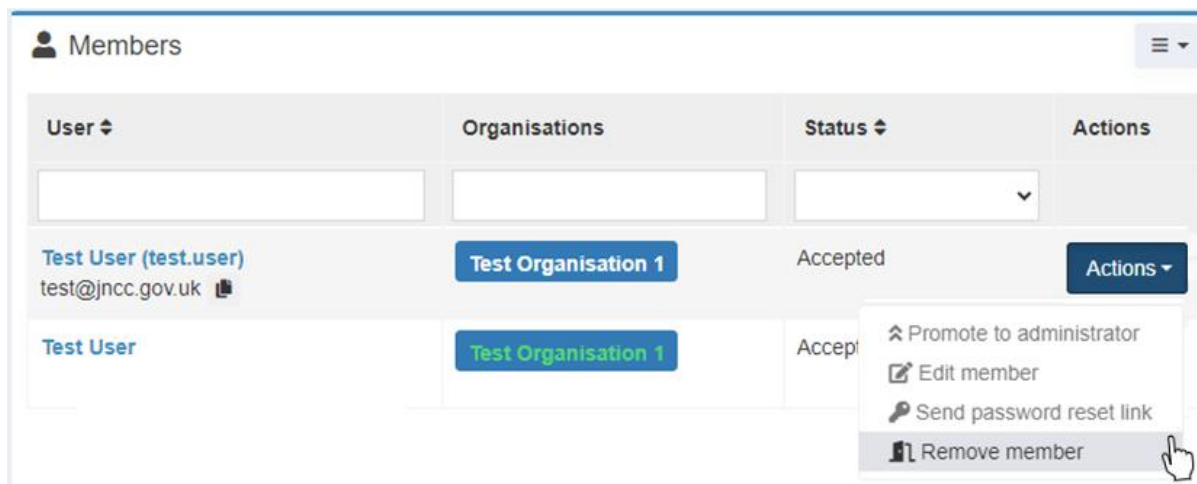 Members
User Organisations Status Actions
Test User (test.user) Test Organisation 1 Accepted Actions
test@jncc.gov.uk
Test User Test Organisation 1 Accept
Promote to administrator
Edit member
Send password reset link
Remove member